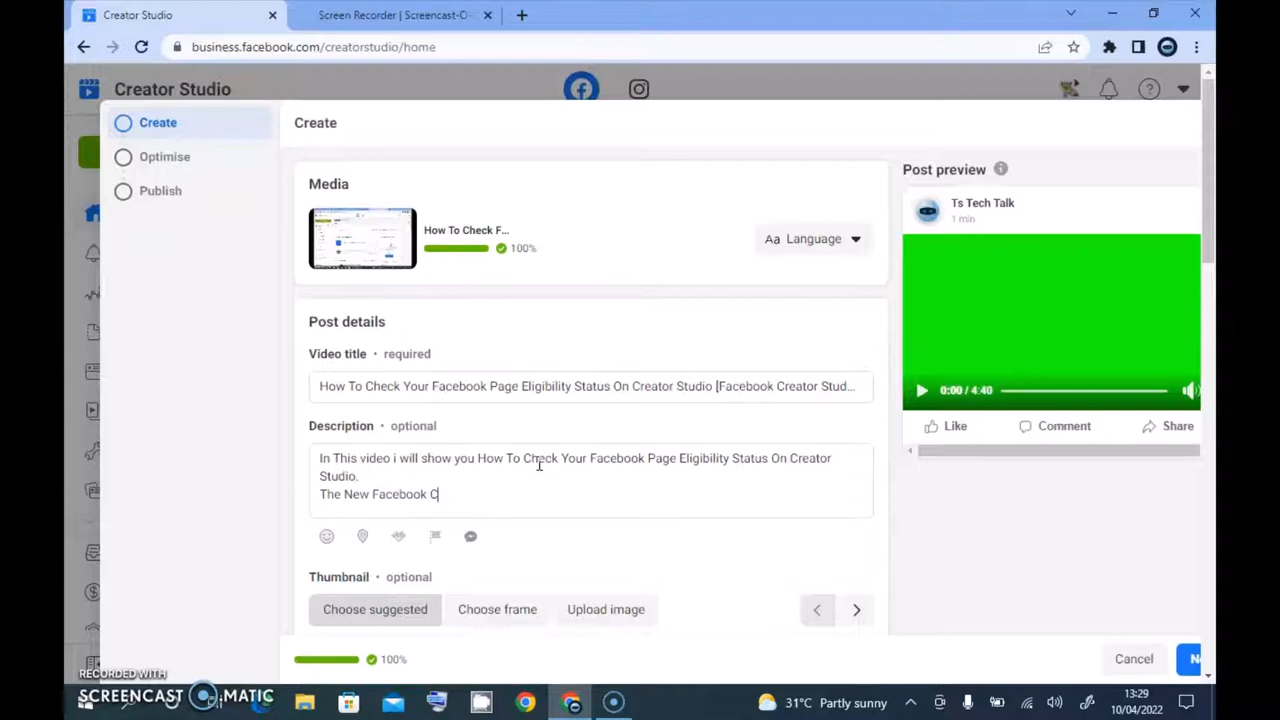 Creator Studio
Screen Recorder | Screencast-O-
business.facebook.com/creatorstudio/home
Creator Studio
Create
Create
Optimise
Publish
Media
Post preview
How To Check F...
100%
Aa Language
Ts Tech Talk
1 min
Post details
Video title • required
How To Check Your Facebook Page Eligibility Status On Creator Studio [Facebook Creator Stud...
0:00 / 4:40
Description • optional
Like
Comment
Share
In This video i will show you How To Check Your Facebook Page Eligibility Status On Creator
Studio.
The New Facebook C
Thumbnail • optional
Choose suggested
Choose frame
Upload image
100%
Cancel
N
RECORDED WITH
SCREENCAST MATIC
31°C Partly sunny
13:29
10/04/2022